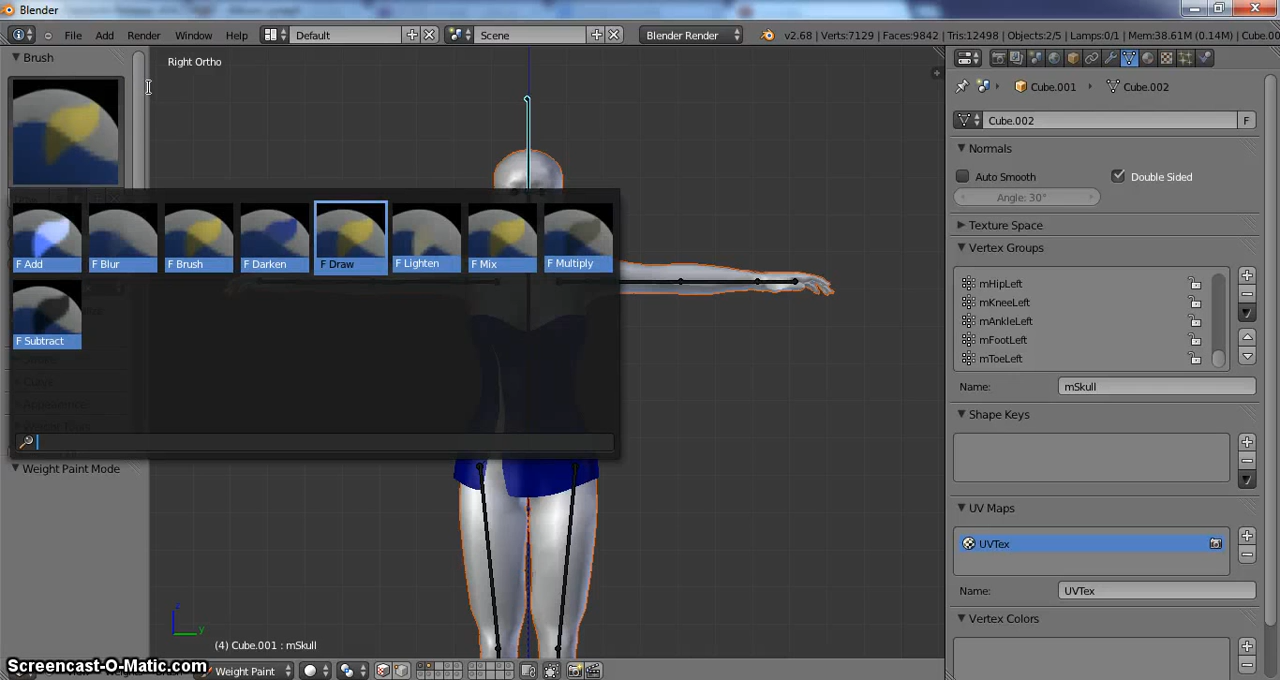 Blender
File Add Render Window Help Default Scene Blender Render v2.68 | Verts:7129 | Faces:9842 | Tris:12498 | Objects:2/5 | Lamps:0/1 | Mem:38.61M (0.14M) | Cube.00
Brush
Right Ortho
Cube.001 Cube.002
Cube.002 F
Normals
Auto Smooth Double Sided
Angle: 30°
Texture Space
Vertex Groups
F Add F Blur F Brush F Darken F Draw F Lighten F Mix F Multiply
mHipLeft
mKneeLeft
mAnkleLeft
mFootLeft
mToeLeft
F Subtract
Name: mSkull
Shape Keys
Weight Paint Mode
UV Maps
UVTex
Name: UVTex
Vertex Colors
z
y
(4) Cube.001 : mSkull
Screencast-O-Matic.com
Weight Paint